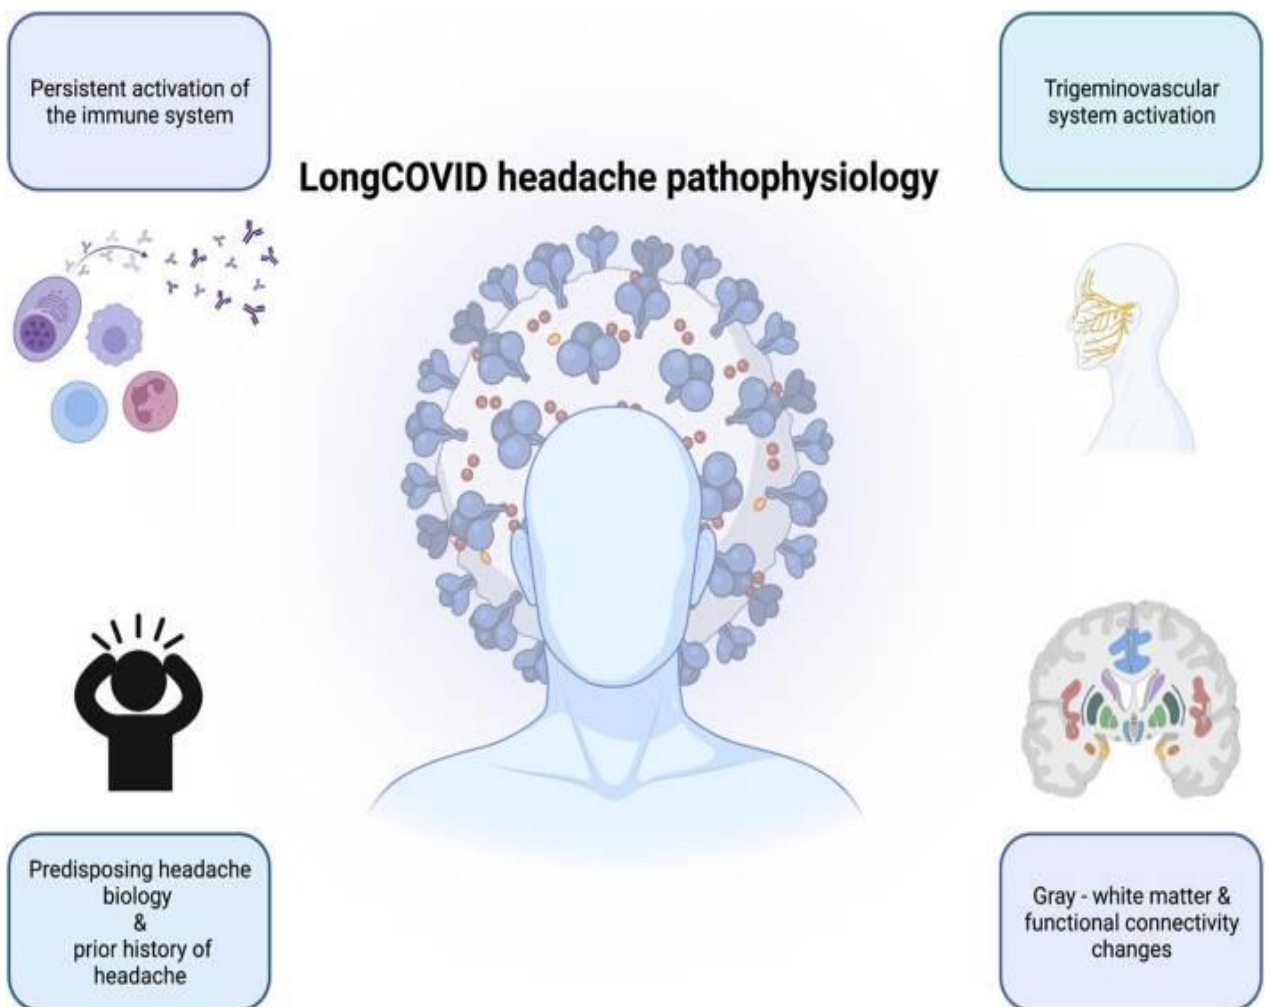 Persistent activation of
the immune system
Trigeminovascular
system activation
LongCOVID headache pathophysiology
Predisposing headache
biology
&
prior history of
headache
Gray - white matter &
functional connectivity
changes